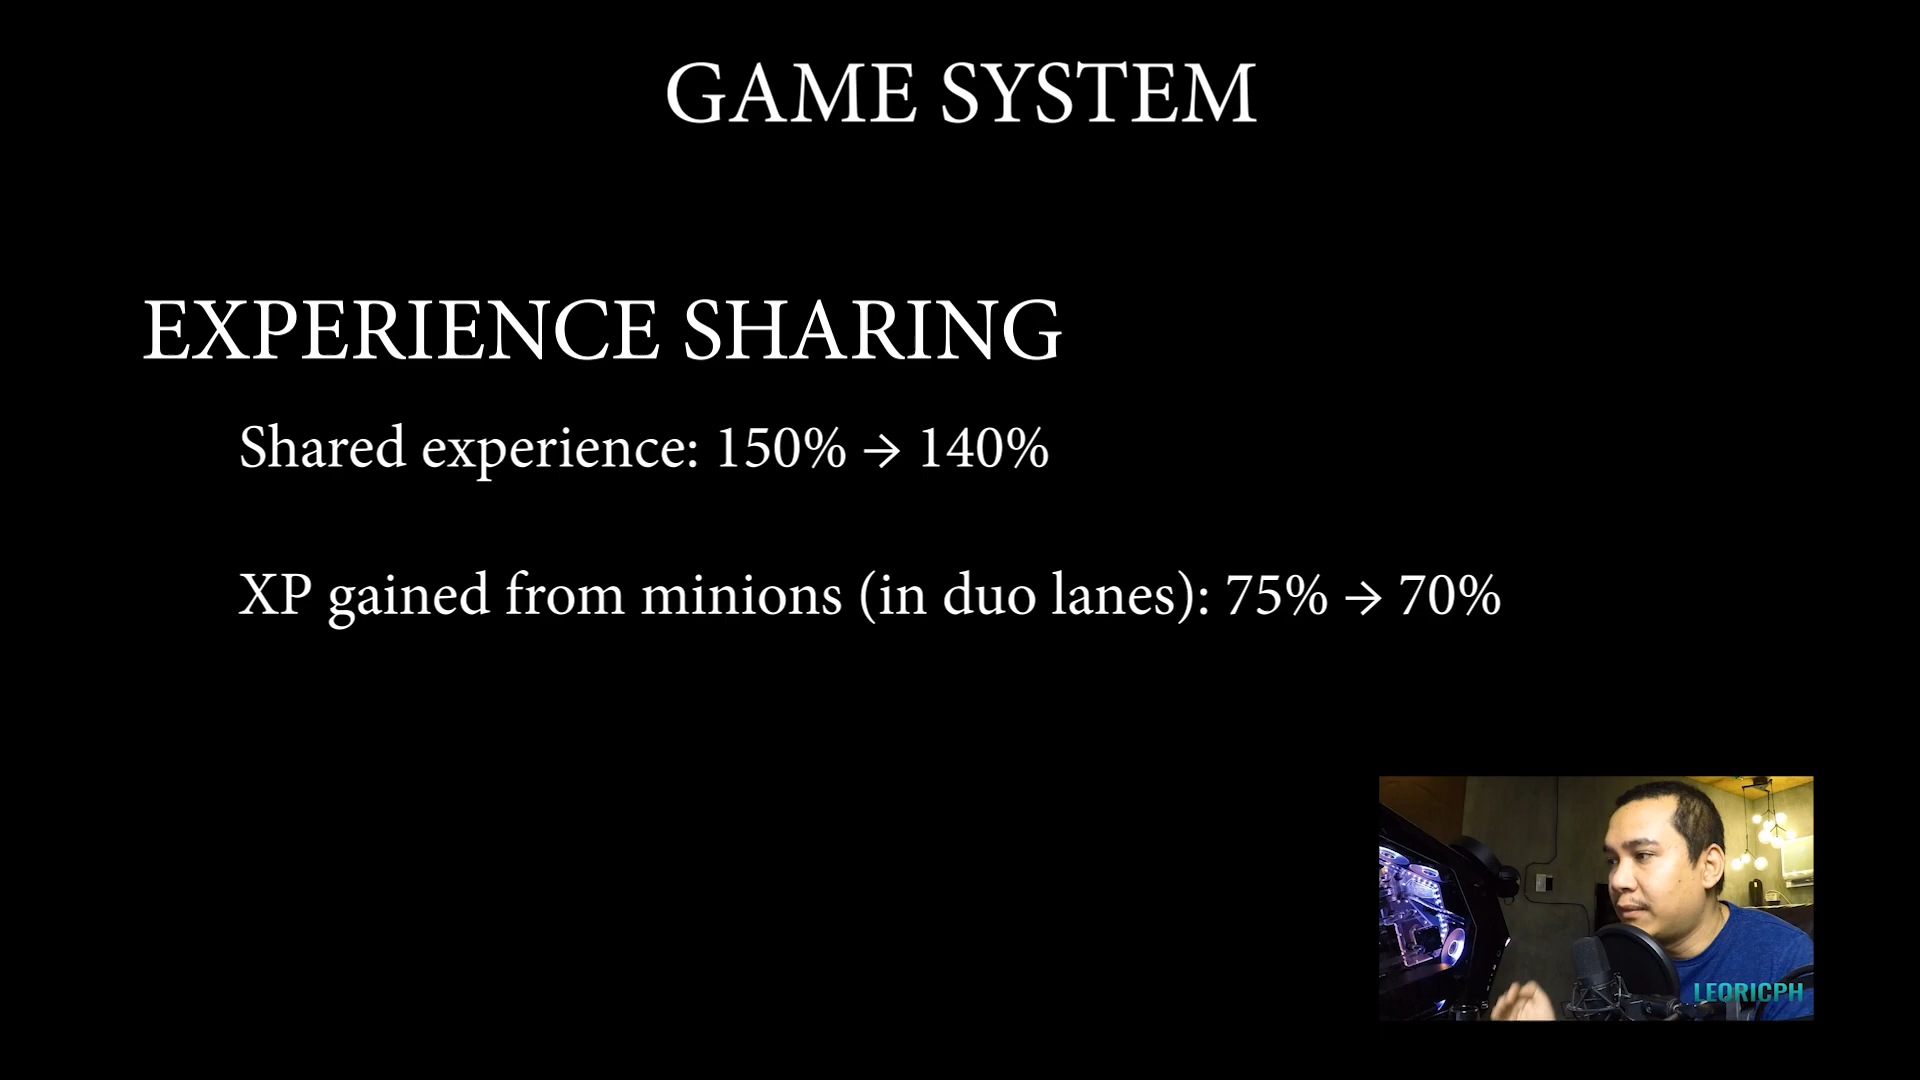 GAME SYSTEM
EXPERIENCE SHARING
Shared experience: 150% → 140%
XP gained from minions (in duo lanes): 75% → 70%
LEORICPH